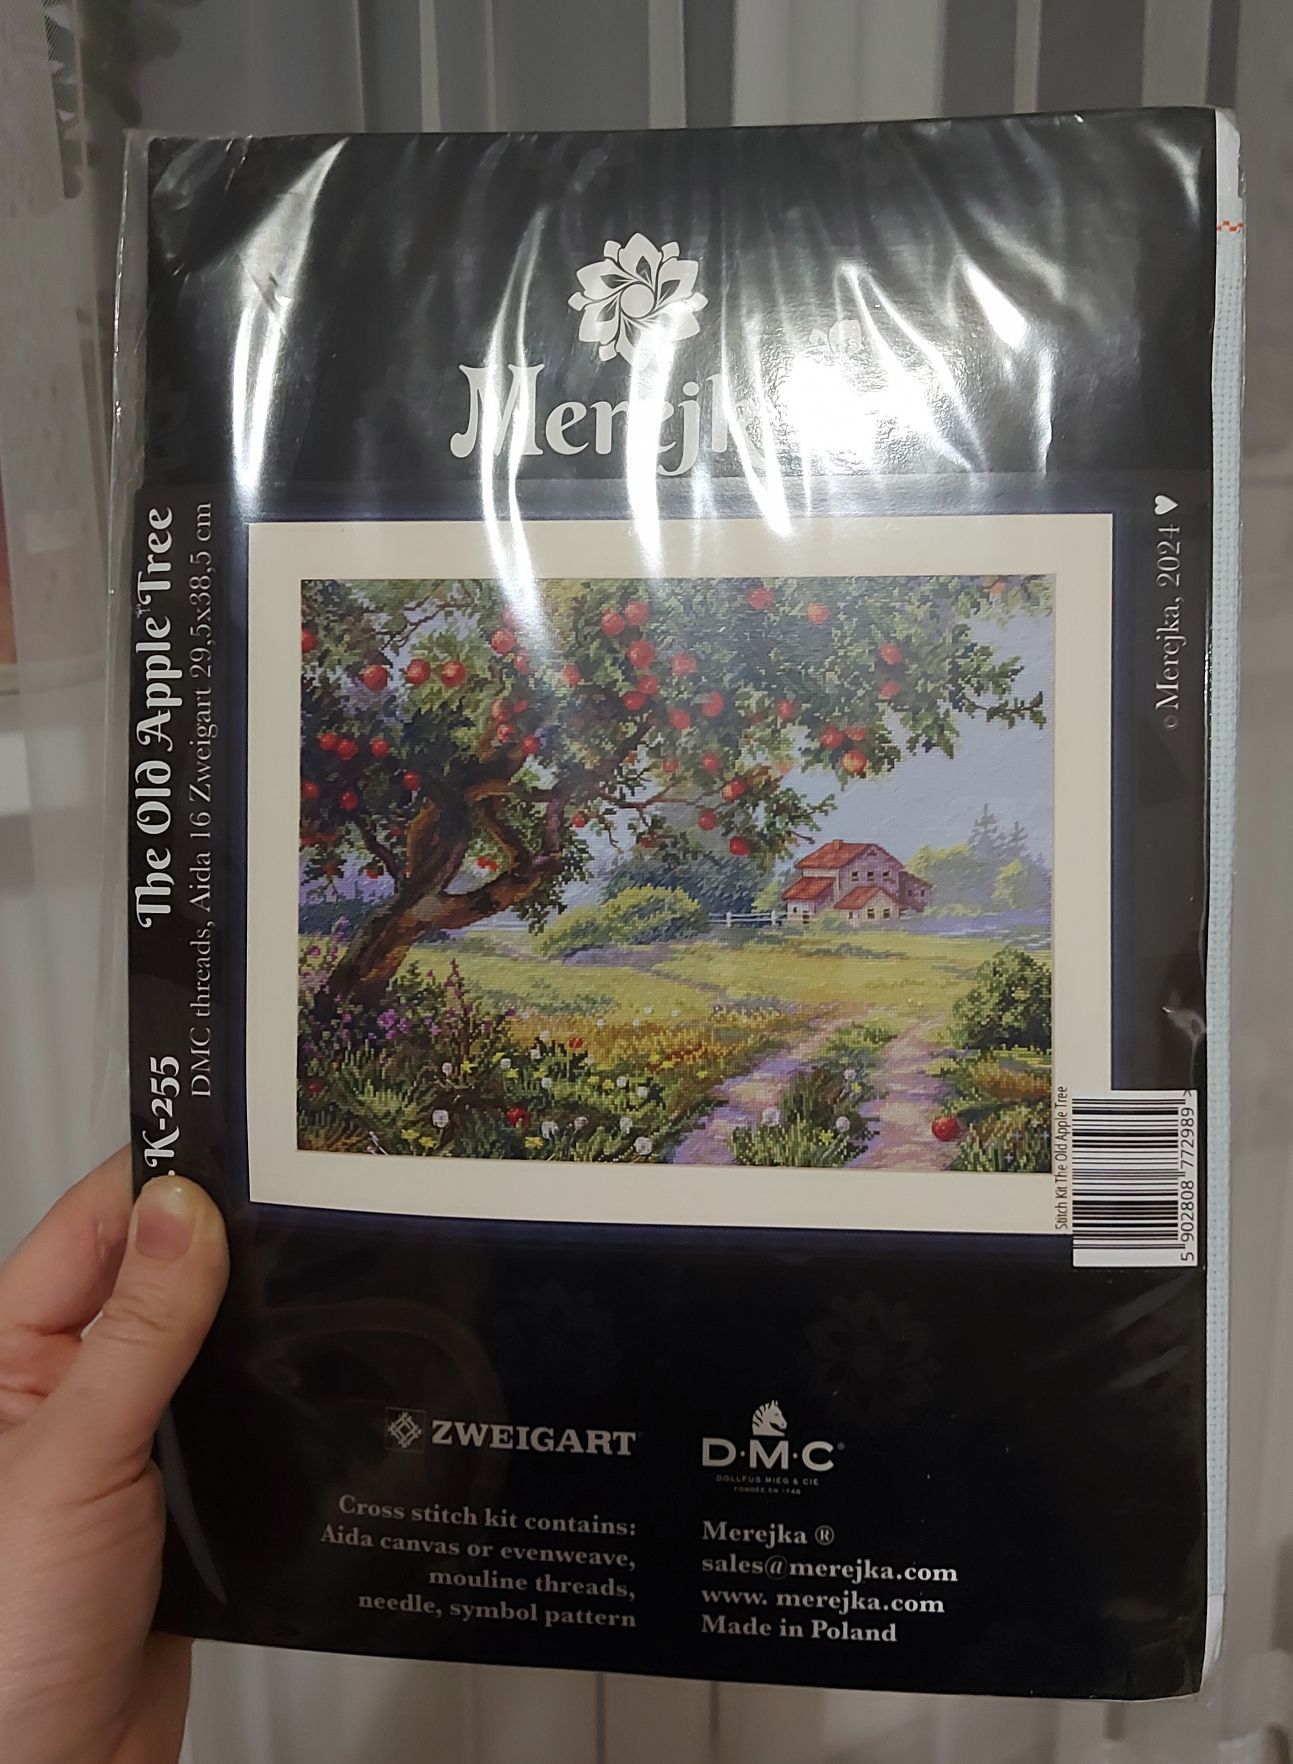 Merejka
K-255 The Old Apple Tree
DMC threads, Aida 16 Zweigart 29,5x38,5 cm
© Merejka, 2024 ♥
Stitch Kit The Old Apple Tree
5 902808 772989 >
ZWEIGART
Cross stitch kit contains:
Aida canvas or evenweave,
mouline threads,
needle, symbol pattern
D·M·C®
DOLLFUS MIEG & CIE
FONDÉE EN 1746
Merejka ®
sales@merejka.com
www. merejka.com
Made in Poland